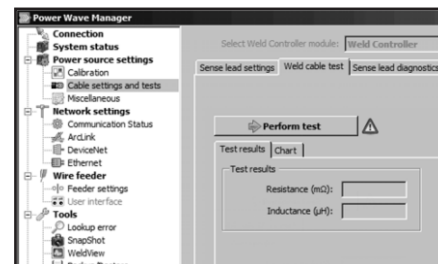 Power Wave Manager
Connection
System status
Power source settings
Calibration
Cable settings and tests
Miscellaneous
Network settings
Communication Status
ArcLink
DeviceNet
Ethernet
Wire feeder
Feeder settings
User interface
Tools
Lookup error
SnapShot
WeldView
Select Weld Controller module: Weld Controller
Sense lead settings Weld cable test Sense lead diagnostics
Perform test
Test results Chart
Test results
Resistance (mΩ):
Inductance (µH):